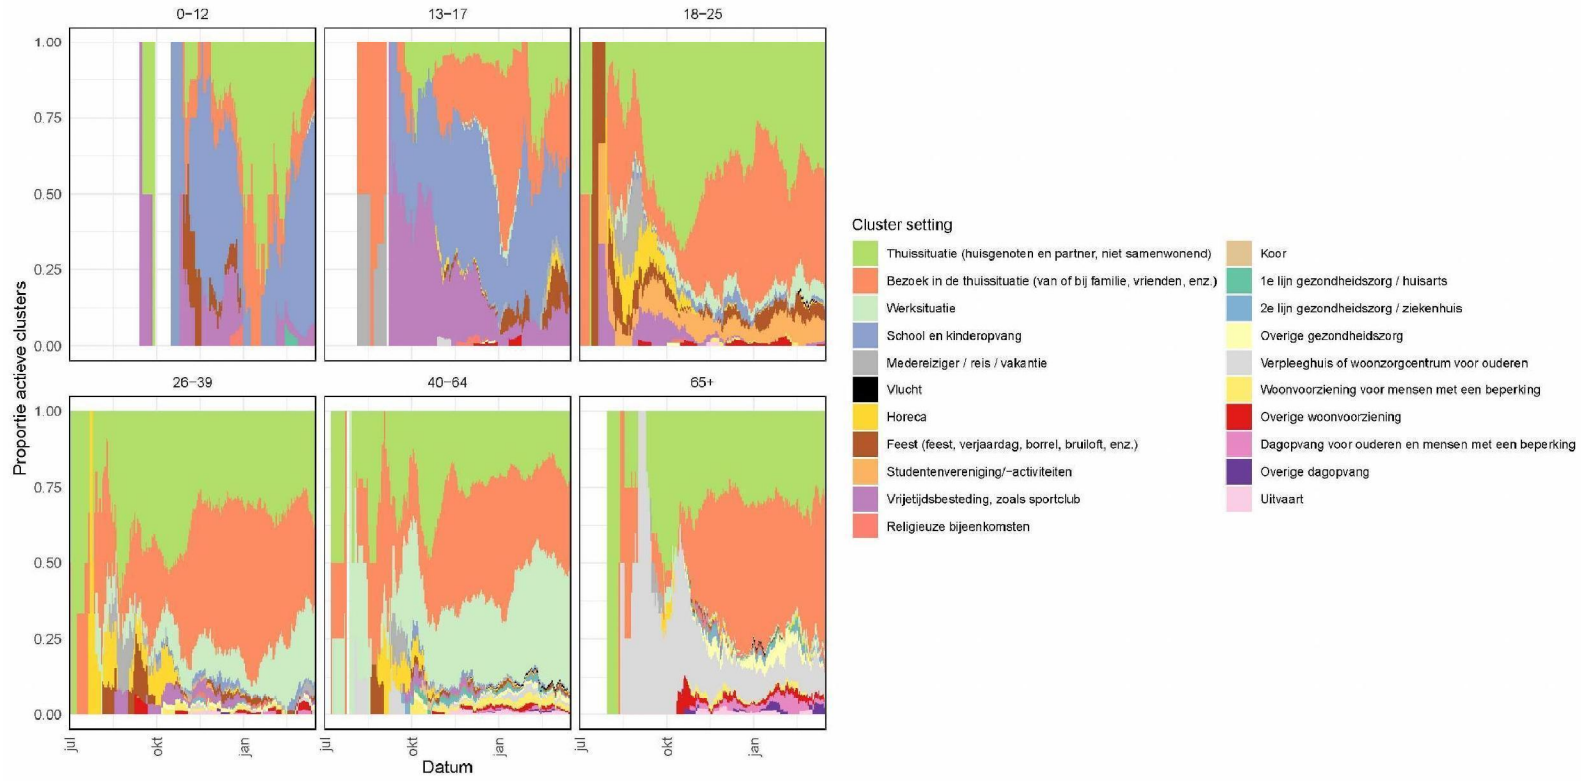 0−12
13−17
18−25
1.00
0.75
0.50
0.25
0.00
26−39
40−64
65+
1.00
0.75
0.50
0.25
0.00
jul
okt
jan
jul
okt
jan
jul
okt
jan
Datum
Proportie actieve clusters
Cluster setting
Thuissituatie (huisgenoten en partner, niet samenwonend)
Bezoek in de thuissituatie (van of bij familie, vrienden, enz.)
Werksituatie
School en kinderopvang
Medereiziger / reis / vakantie
Vlucht
Horeca
Feest (feest, verjaardag, borrel, bruiloft, enz.)
Studentenvereniging/−activiteiten
Vrijetijdsbesteding, zoals sportclub
Religieuze bijeenkomsten
Koor
1e lijn gezondheidszorg / huisarts
2e lijn gezondheidszorg / ziekenhuis
Overige gezondheidszorg
Verpleeghuis of woonzorgcentrum voor ouderen
Woonvoorziening voor mensen met een beperking
Overige woonvoorziening
Dagopvang voor ouderen en mensen met een beperking
Overige dagopvang
Uitvaart